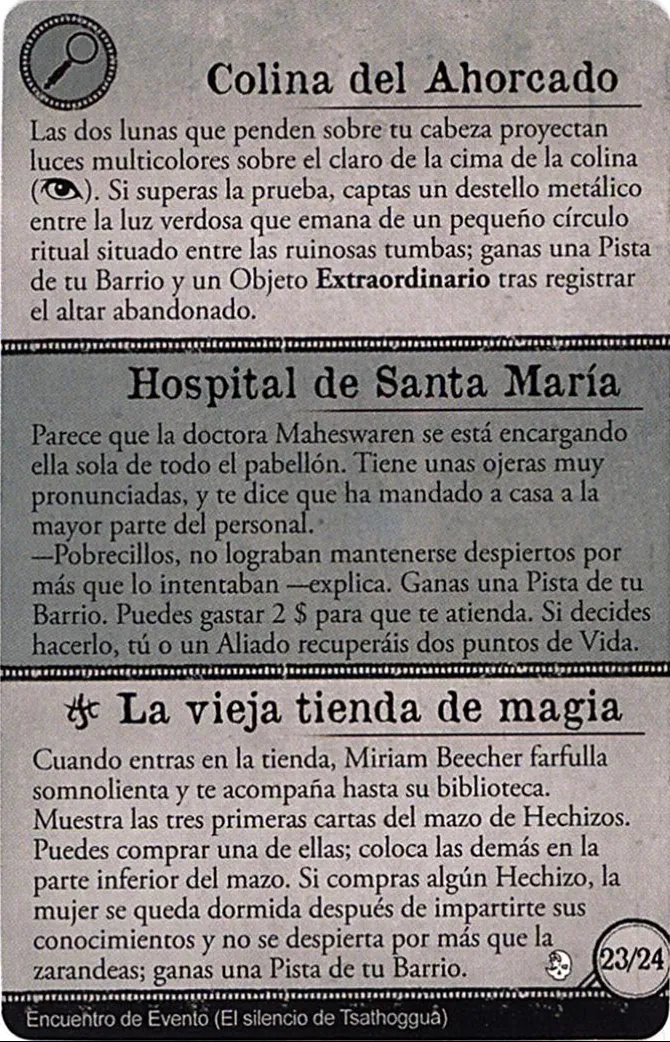 Colina del Ahorcado
Las dos lunas que penden sobre tu cabeza proyectan
luces multicolores sobre el claro de la cima de la colina
(). Si superas la prueba, captas un destello metálico
entre la luz verdosa que emana de un pequeño círculo
ritual situado entre las ruinosas tumbas; ganas una Pista
de tu Barrio y un Objeto Extraordinario tras registrar
el altar abandonado.
Hospital de Santa María
Parece que la doctora Maheswaren se está encargando
ella sola de todo el pabellón. Tiene unas ojeras muy
pronunciadas, y te dice que ha mandado a casa a la
mayor parte del personal.
—Pobrecillos, no lograban mantenerse despiertos por
más que lo intentaban —explica. Ganas una Pista de tu
Barrio. Puedes gastar 2 $ para que te atienda. Si decides
hacerlo, tú o un Aliado recuperáis dos puntos de Vida.
La vieja tienda de magia
Cuando entras en la tienda, Miriam Beecher farfulla
somnolienta y te acompaña hasta su biblioteca.
Muestra las tres primeras cartas del mazo de Hechizos.
Puedes comprar una de ellas; coloca las demás en la
parte inferior del mazo. Si compras algún Hechizo, la
mujer se queda dormida después de impartirte sus
conocimientos y no se despierta por más que la
zarandeas; ganas una Pista de tu Barrio.
23/24
Encuentro de Evento (El silencio de Tsathogguâ)